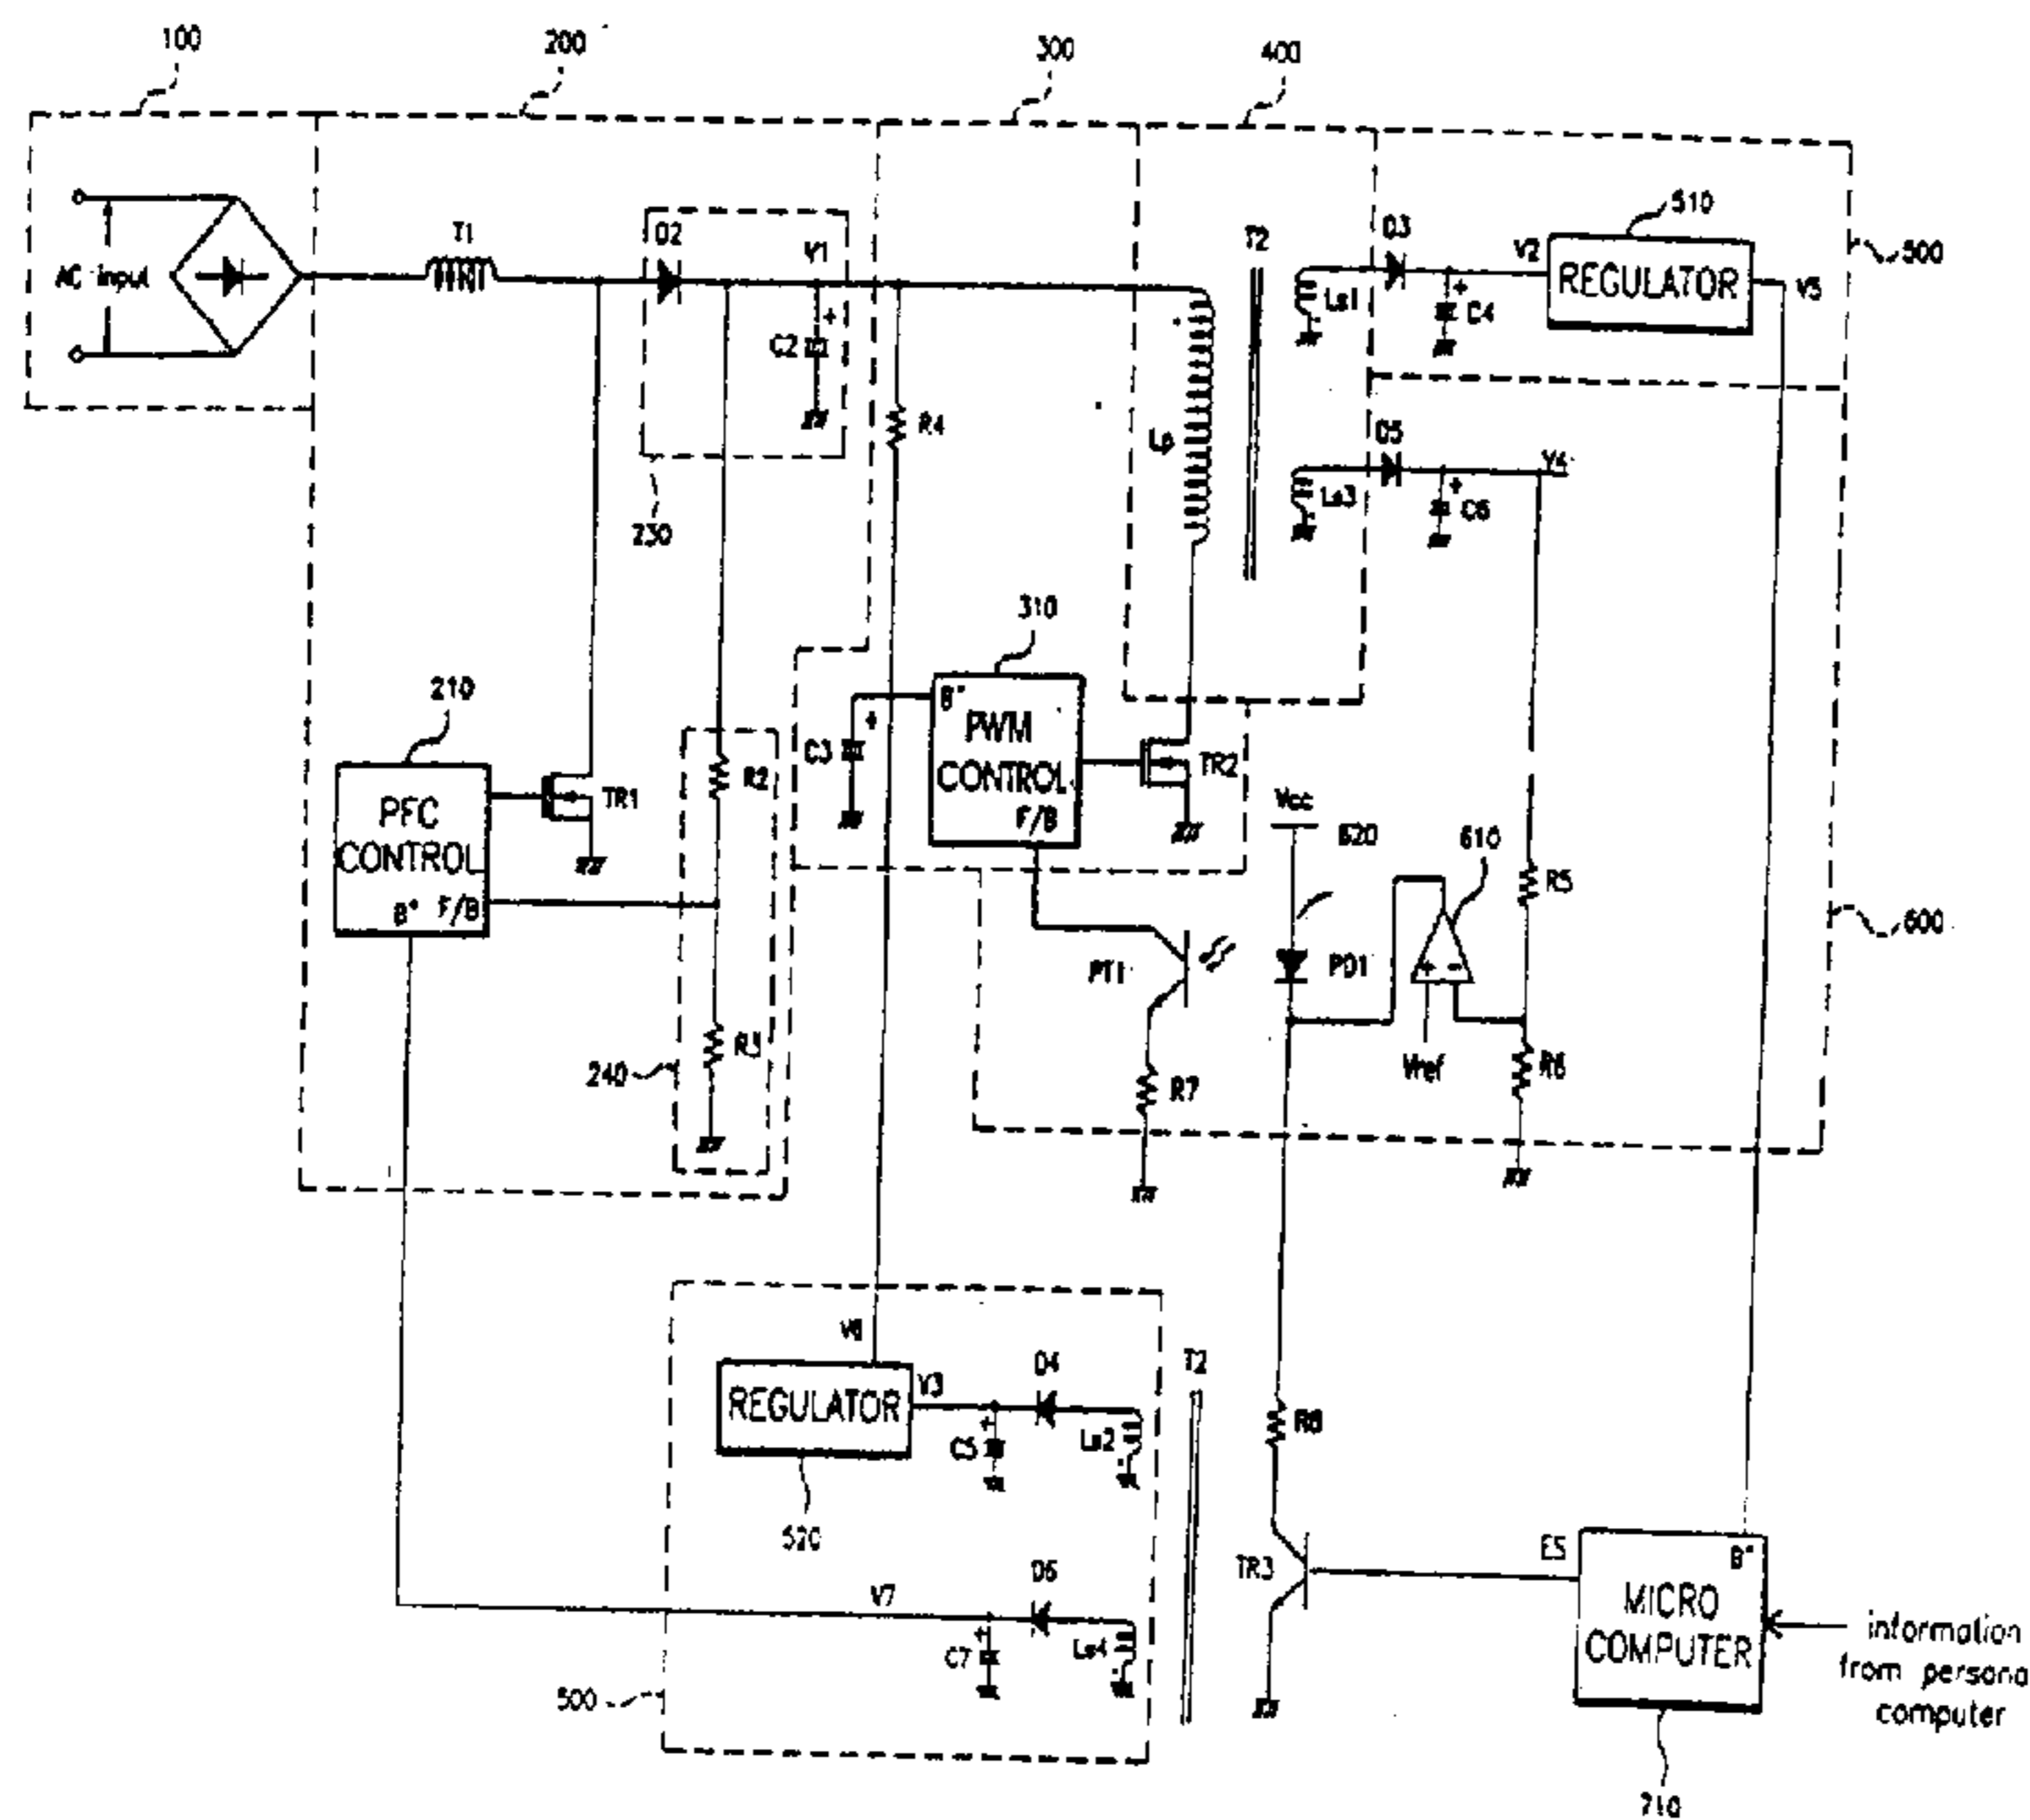 100
200
300
400
AC input
T1
D2
V1
C2
+
230
R4
T2
Lp
D3
V2
510
REGULATOR
V5
500
Ls1
+
C4
D5
V4
Ls3
+
C6
210
PFC
CONTROL
B+
F/B
TR1
R2
R3
240
310
B+
PWM
CONTROL
F/B
C3
+
TR2
Vcc
620
610
R5
PT1
PD1
+ -
Vref
R6
R7
600
V6
REGULATOR
V3
D4
T2
+
C5
Ls2
520
R8
V7
D6
+
C7
Ls4
500
TR3
ES
B+
MICRO
COMPUTER
information
from persona
computer
710